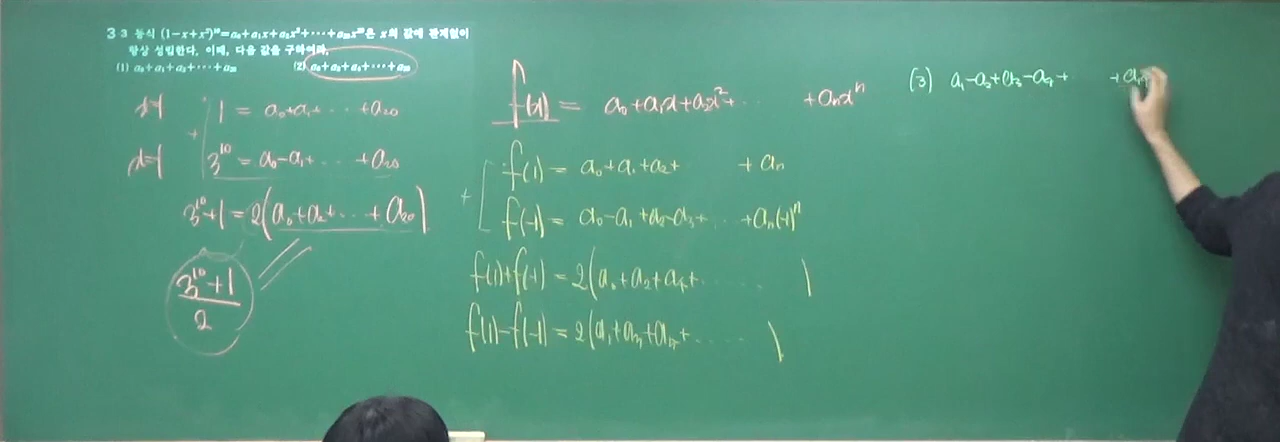 3 3 등식 (1-x+x²)¹⁰=a₀+a₁x+a₂x²+⋯+a₂₀x²⁰은 x의 값에 관계없이
항상 성립한다. 이때, 다음 값을 구하여라.
(1) a₀+a₁+a₂+⋯+a₂₀ (2) a₀+a₂+a₄+⋯+a₂₀
x=1 1 = a₀+a₁+ ⋯ +a₂₀
x=-1 3¹⁰ = a₀-a₁+ ⋯ +a₂₀
+
3¹⁰+1 = 2(a₀+a₂+⋯+a₂₀)
3¹⁰+1
2
f(x) = a₀+a₁x+a₂x²+⋯ +aₙxⁿ
f(1) = a₀+a₁+a₂+ +aₙ
+
f(-1) = a₀-a₁+a₂-a₃+⋯ +aₙ(-1)ⁿ
f(1)+f(-1) = 2(a₀+a₂+a₄+⋯⋯)
f(1)-f(-1) = 2(a₁+a₃+a₅+⋯⋯)
(3) a₁-a₂+a₃-a₄+ +a₁₉